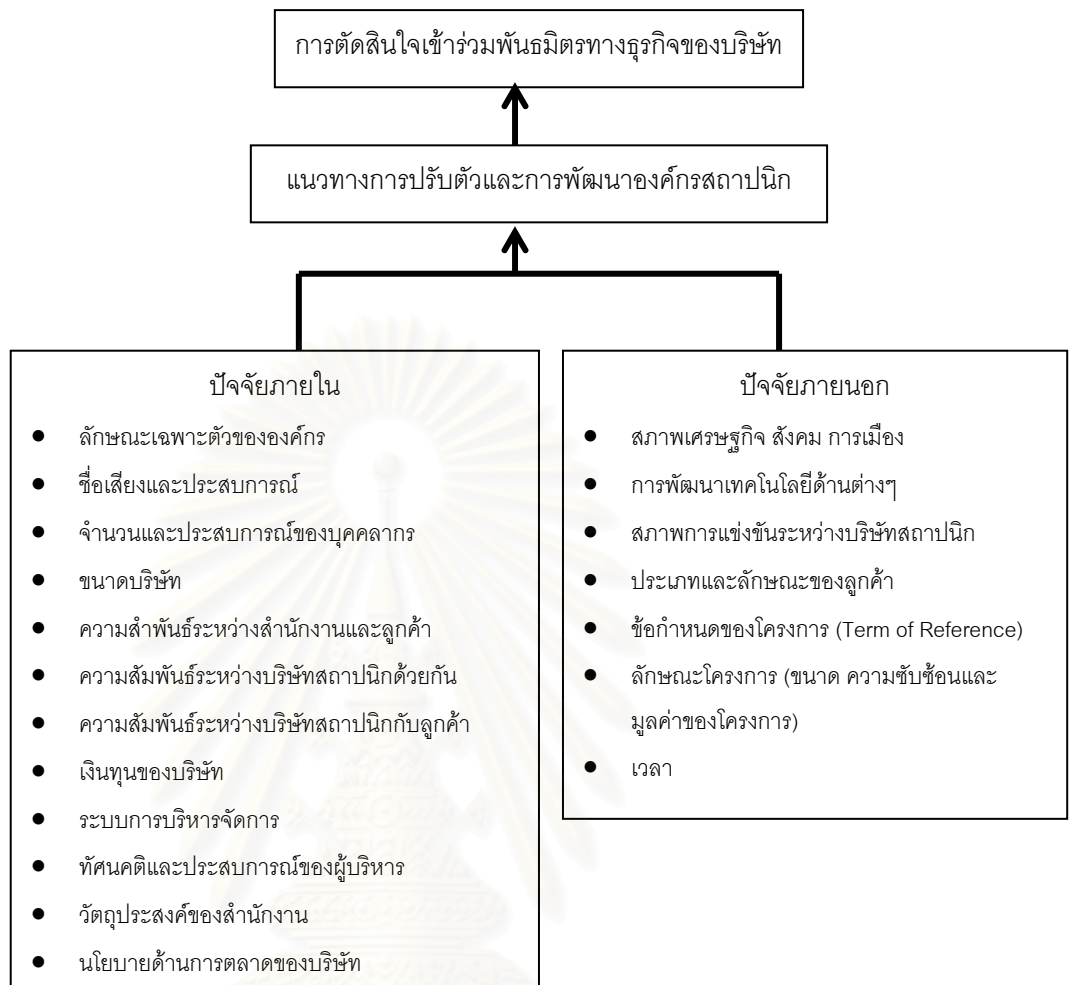 การตัดสินใจเข้าร่วมพันธมิตรทางธุรกิจของบริษัท
แนวทางการปรับตัวและการพัฒนาองค์กรสถาปนิก
ปัจจัยภายใน
● ลักษณะเฉพาะตัวขององค์กร
● ชื่อเสียงและประสบการณ์
● จำนวนและประสบการณ์ของบุคคลากร
● ขนาดบริษัท
● ความสำพันธ์ระหว่างสำนักงานและลูกค้า
● ความสัมพันธ์ระหว่างบริษัทสถาปนิกด้วยกัน
● ความสัมพันธ์ระหว่างบริษัทสถาปนิกกับลูกค้า
● เงินทุนของบริษัท
● ระบบการบริหารจัดการ
● ทัศนคติและประสบการณ์ของผู้บริหาร
● วัตถุประสงค์ของสำนักงาน
● นโยบายด้านการตลาดของบริษัท
ปัจจัยภายนอก
● สภาพเศรษฐกิจ สังคม การเมือง
● การพัฒนาเทคโนโลยีด้านต่างๆ
● สภาพการแข่งขันระหว่างบริษัทสถาปนิก
● ประเภทและลักษณะของลูกค้า
● ข้อกำหนดของโครงการ (Term of Reference)
● ลักษณะโครงการ (ขนาด ความซับซ้อนและ
มูลค่าของโครงการ)
● เวลา